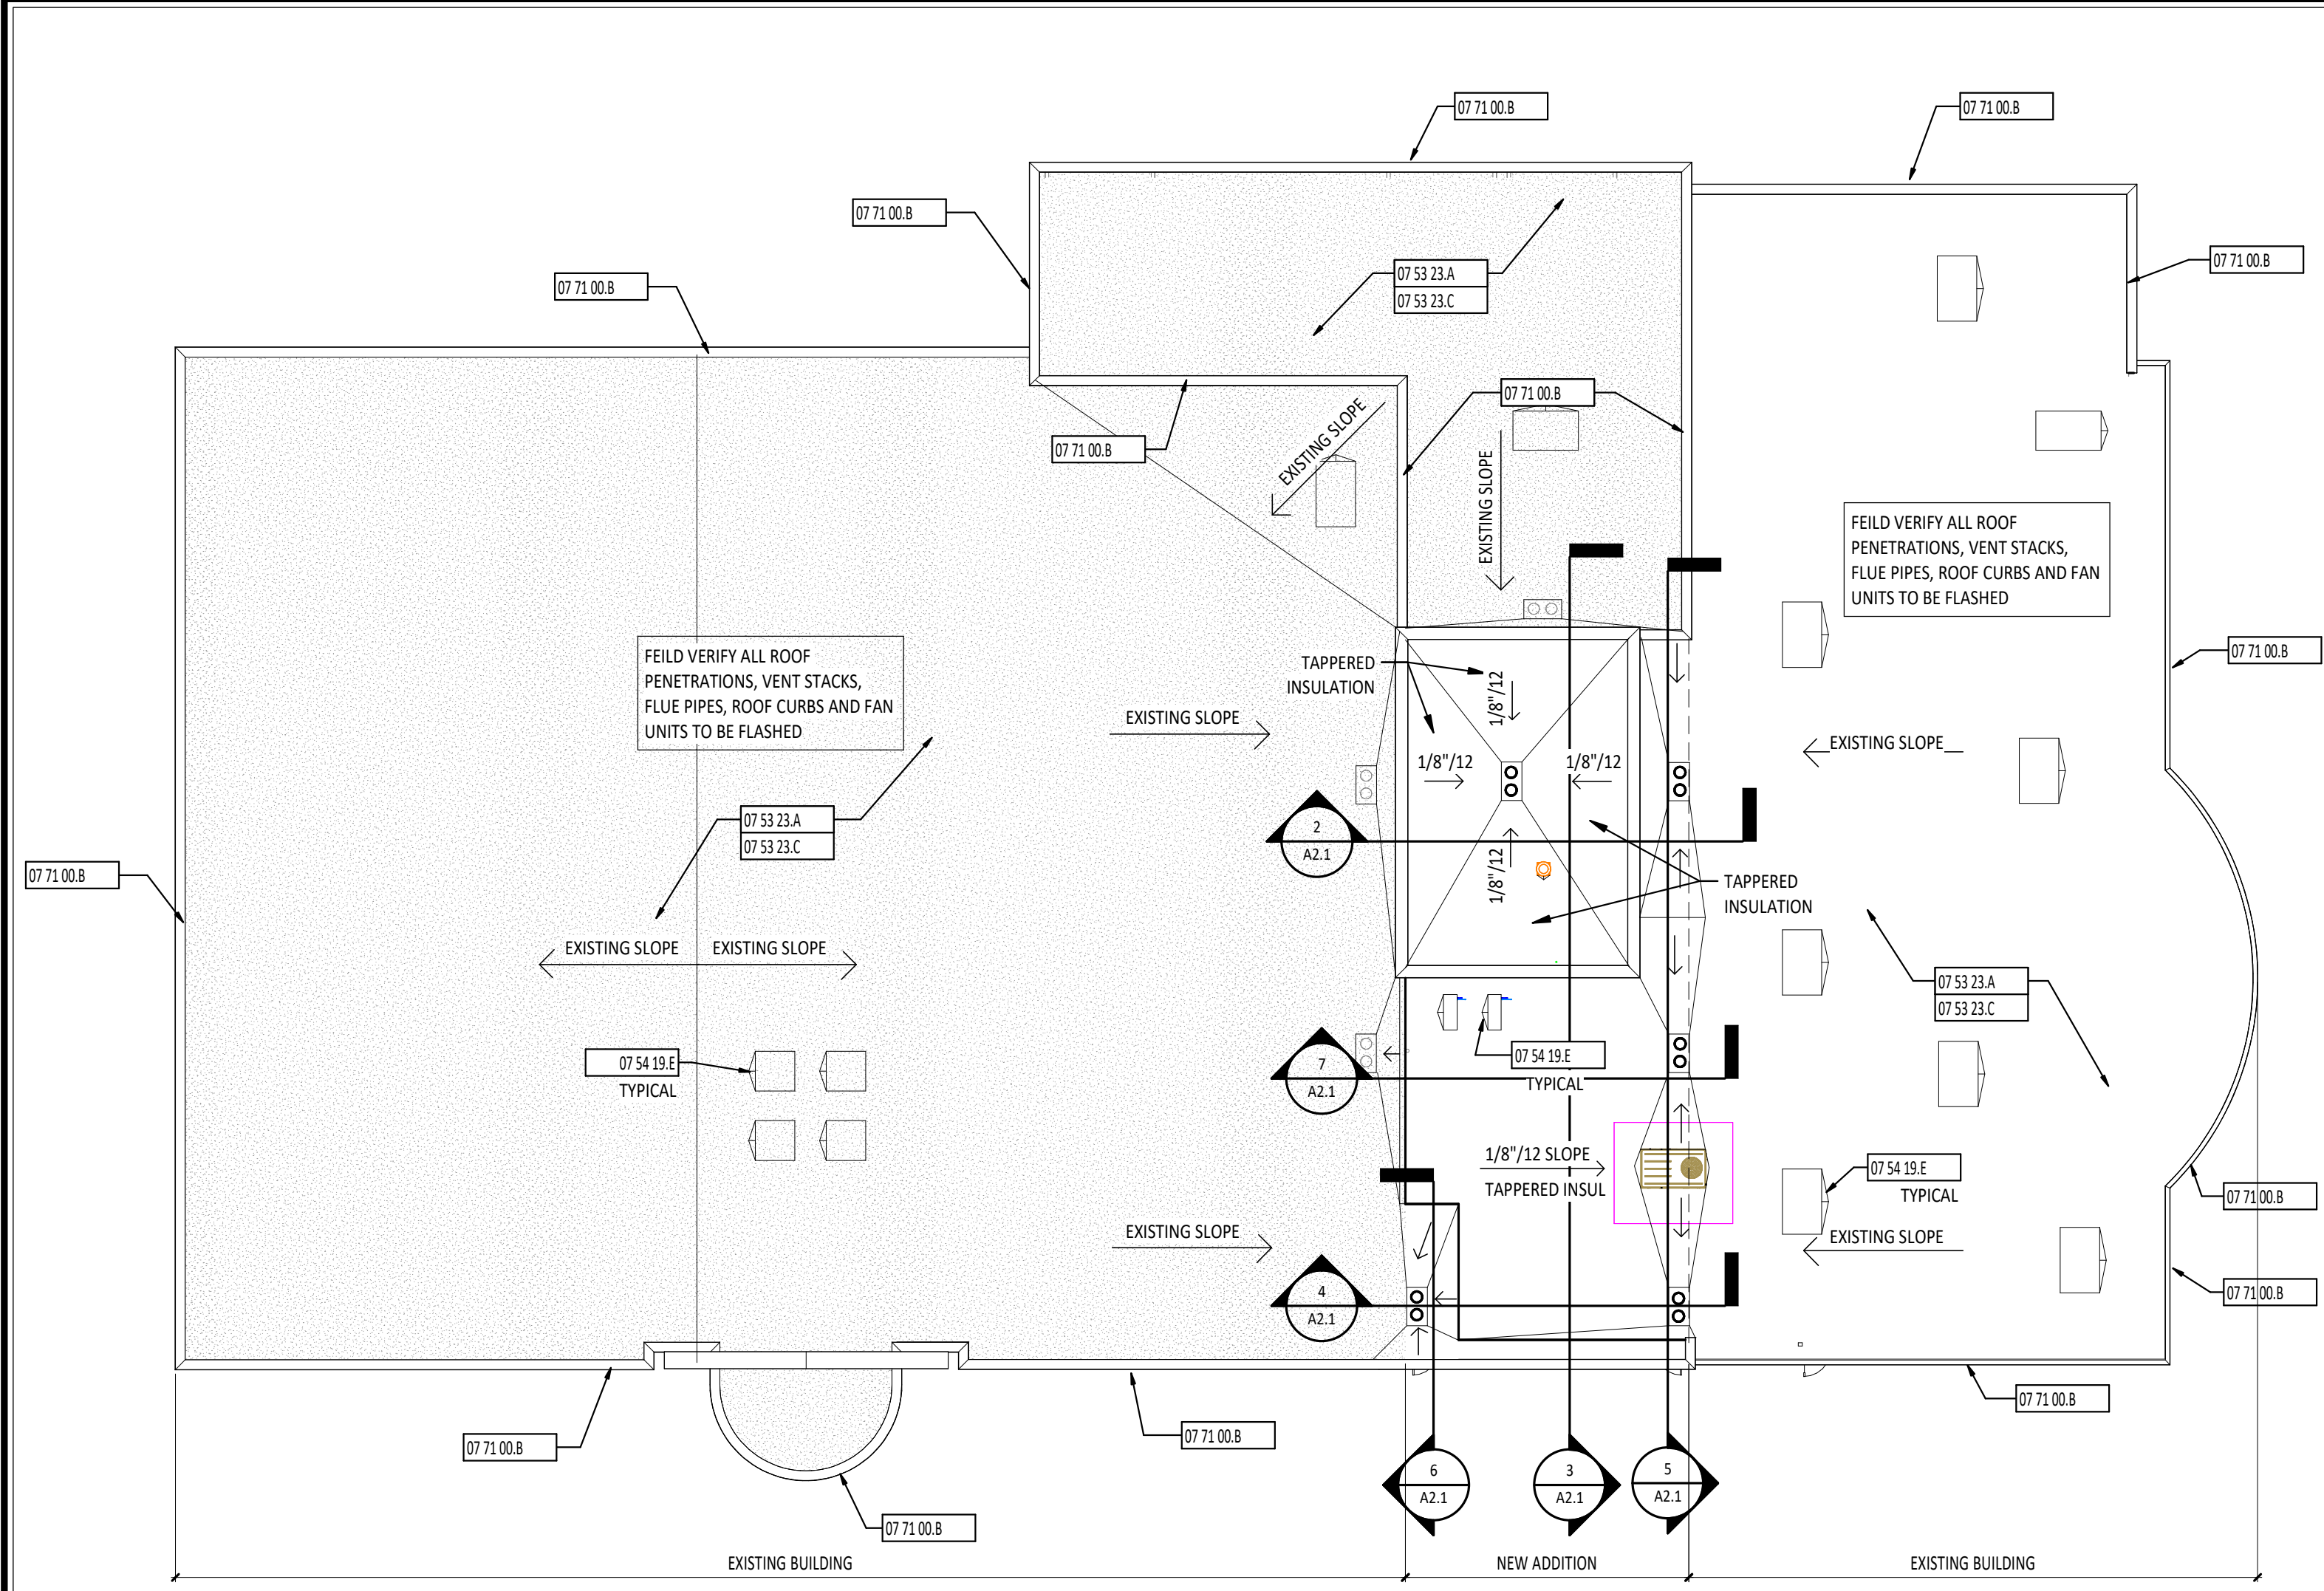 07 71 00.B
07 71 00.B
07 71 00.B
07 71 00.B
07 71 00.B
07 53 23.A
07 53 23.C
07 71 00.B
07 71 00.B
EXISTING SLOPE
EXISTING SLOPE
FEILD VERIFY ALL ROOF
PENETRATIONS, VENT STACKS,
FLUE PIPES, ROOF CURBS AND FAN
UNITS TO BE FLASHED
FEILD VERIFY ALL ROOF
PENETRATIONS, VENT STACKS,
FLUE PIPES, ROOF CURBS AND FAN
UNITS TO BE FLASHED
07 71 00.B
TAPPERED
INSULATION
1/8"/12
EXISTING SLOPE
EXISTING SLOPE
1/8"/12
1/8"/12
07 53 23.A
07 53 23.C
2
A2.1
1/8"/12
07 71 00.B
TAPPERED
INSULATION
EXISTING SLOPE
EXISTING SLOPE
07 53 23.A
07 53 23.C
07 54 19.E
TYPICAL
07 54 19.E
TYPICAL
7
A2.1
1/8"/12 SLOPE
TAPPERED INSUL
07 54 19.E
TYPICAL
07 71 00.B
EXISTING SLOPE
EXISTING SLOPE
07 71 00.B
4
A2.1
07 71 00.B
07 71 00.B
07 71 00.B
6
A2.1
3
A2.1
5
A2.1
07 71 00.B
EXISTING BUILDING
NEW ADDITION
EXISTING BUILDING